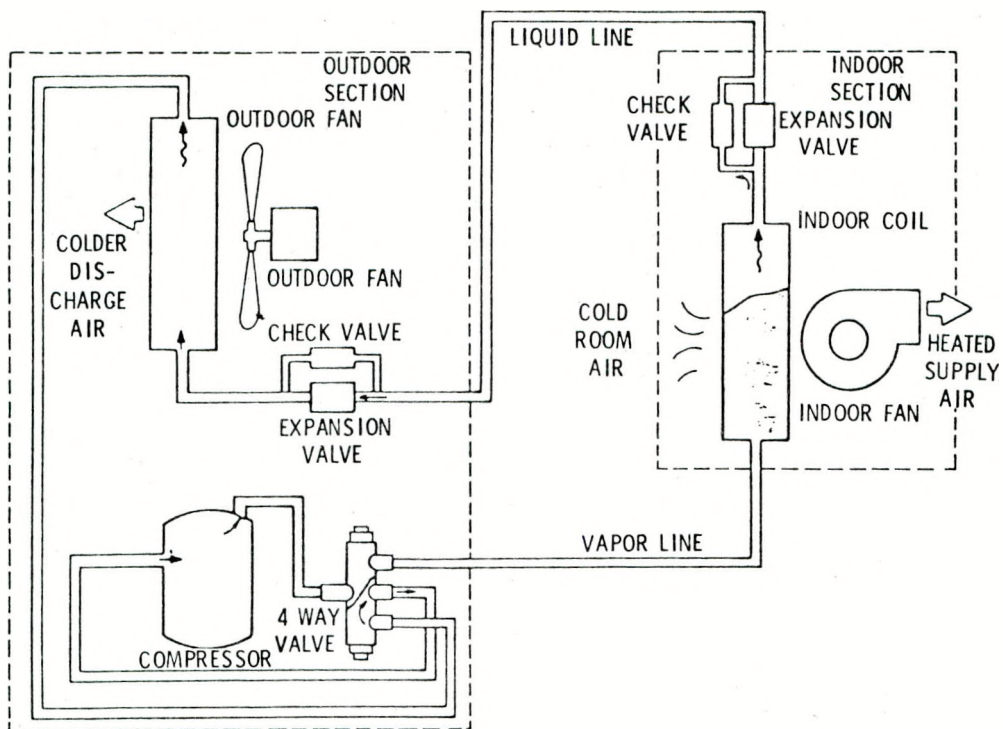 LIQUID LINE
OUTDOOR
SECTION
OUTDOOR FAN
INDOOR
SECTION
CHECK
VALVE
EXPANSION
VALVE
INDOOR COIL
COLDER
DIS-
CHARGE
AIR
OUTDOOR FAN
CHECK VALVE
COLD
ROOM
AIR
HEATED
SUPPLY
AIR
INDOOR FAN
EXPANSION
VALVE
VAPOR LINE
4 WAY
VALVE
COMPRESSOR